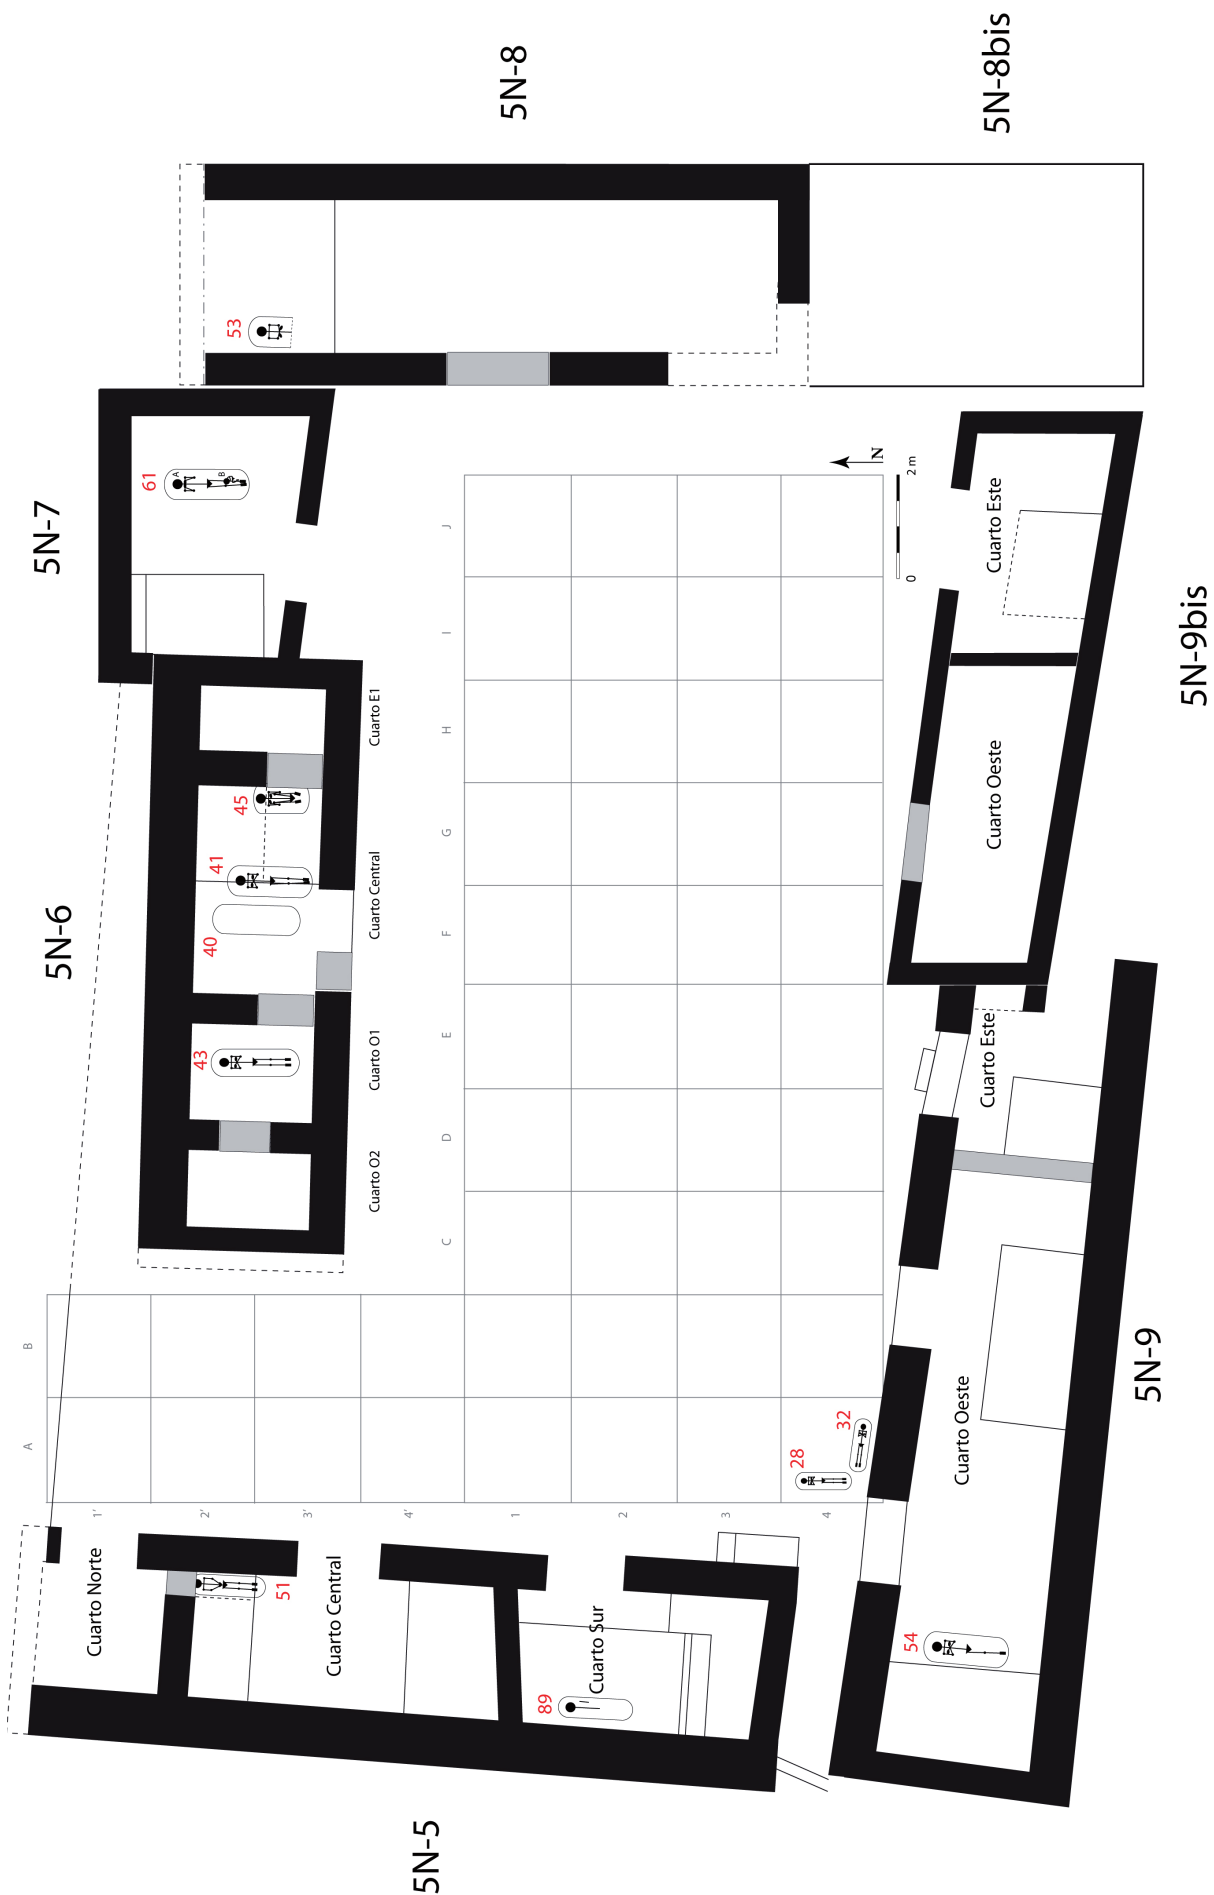 5N-8
5N-8bis
53
5N-7
61
A
B
5N-6
45
41
40
43
Cuarto E1
Cuarto Central
Cuarto O1
Cuarto O2
A
B
C
D
E
F
G
H
I
J
1'
2'
3'
4'
1
2
3
4
N
0
2 m
Cuarto Este
Cuarto Oeste
5N-9bis
Cuarto Este
Cuarto Oeste
5N-9
54
28
32
Cuarto Norte
Cuarto Central
Cuarto Sur
51
89
5N-5